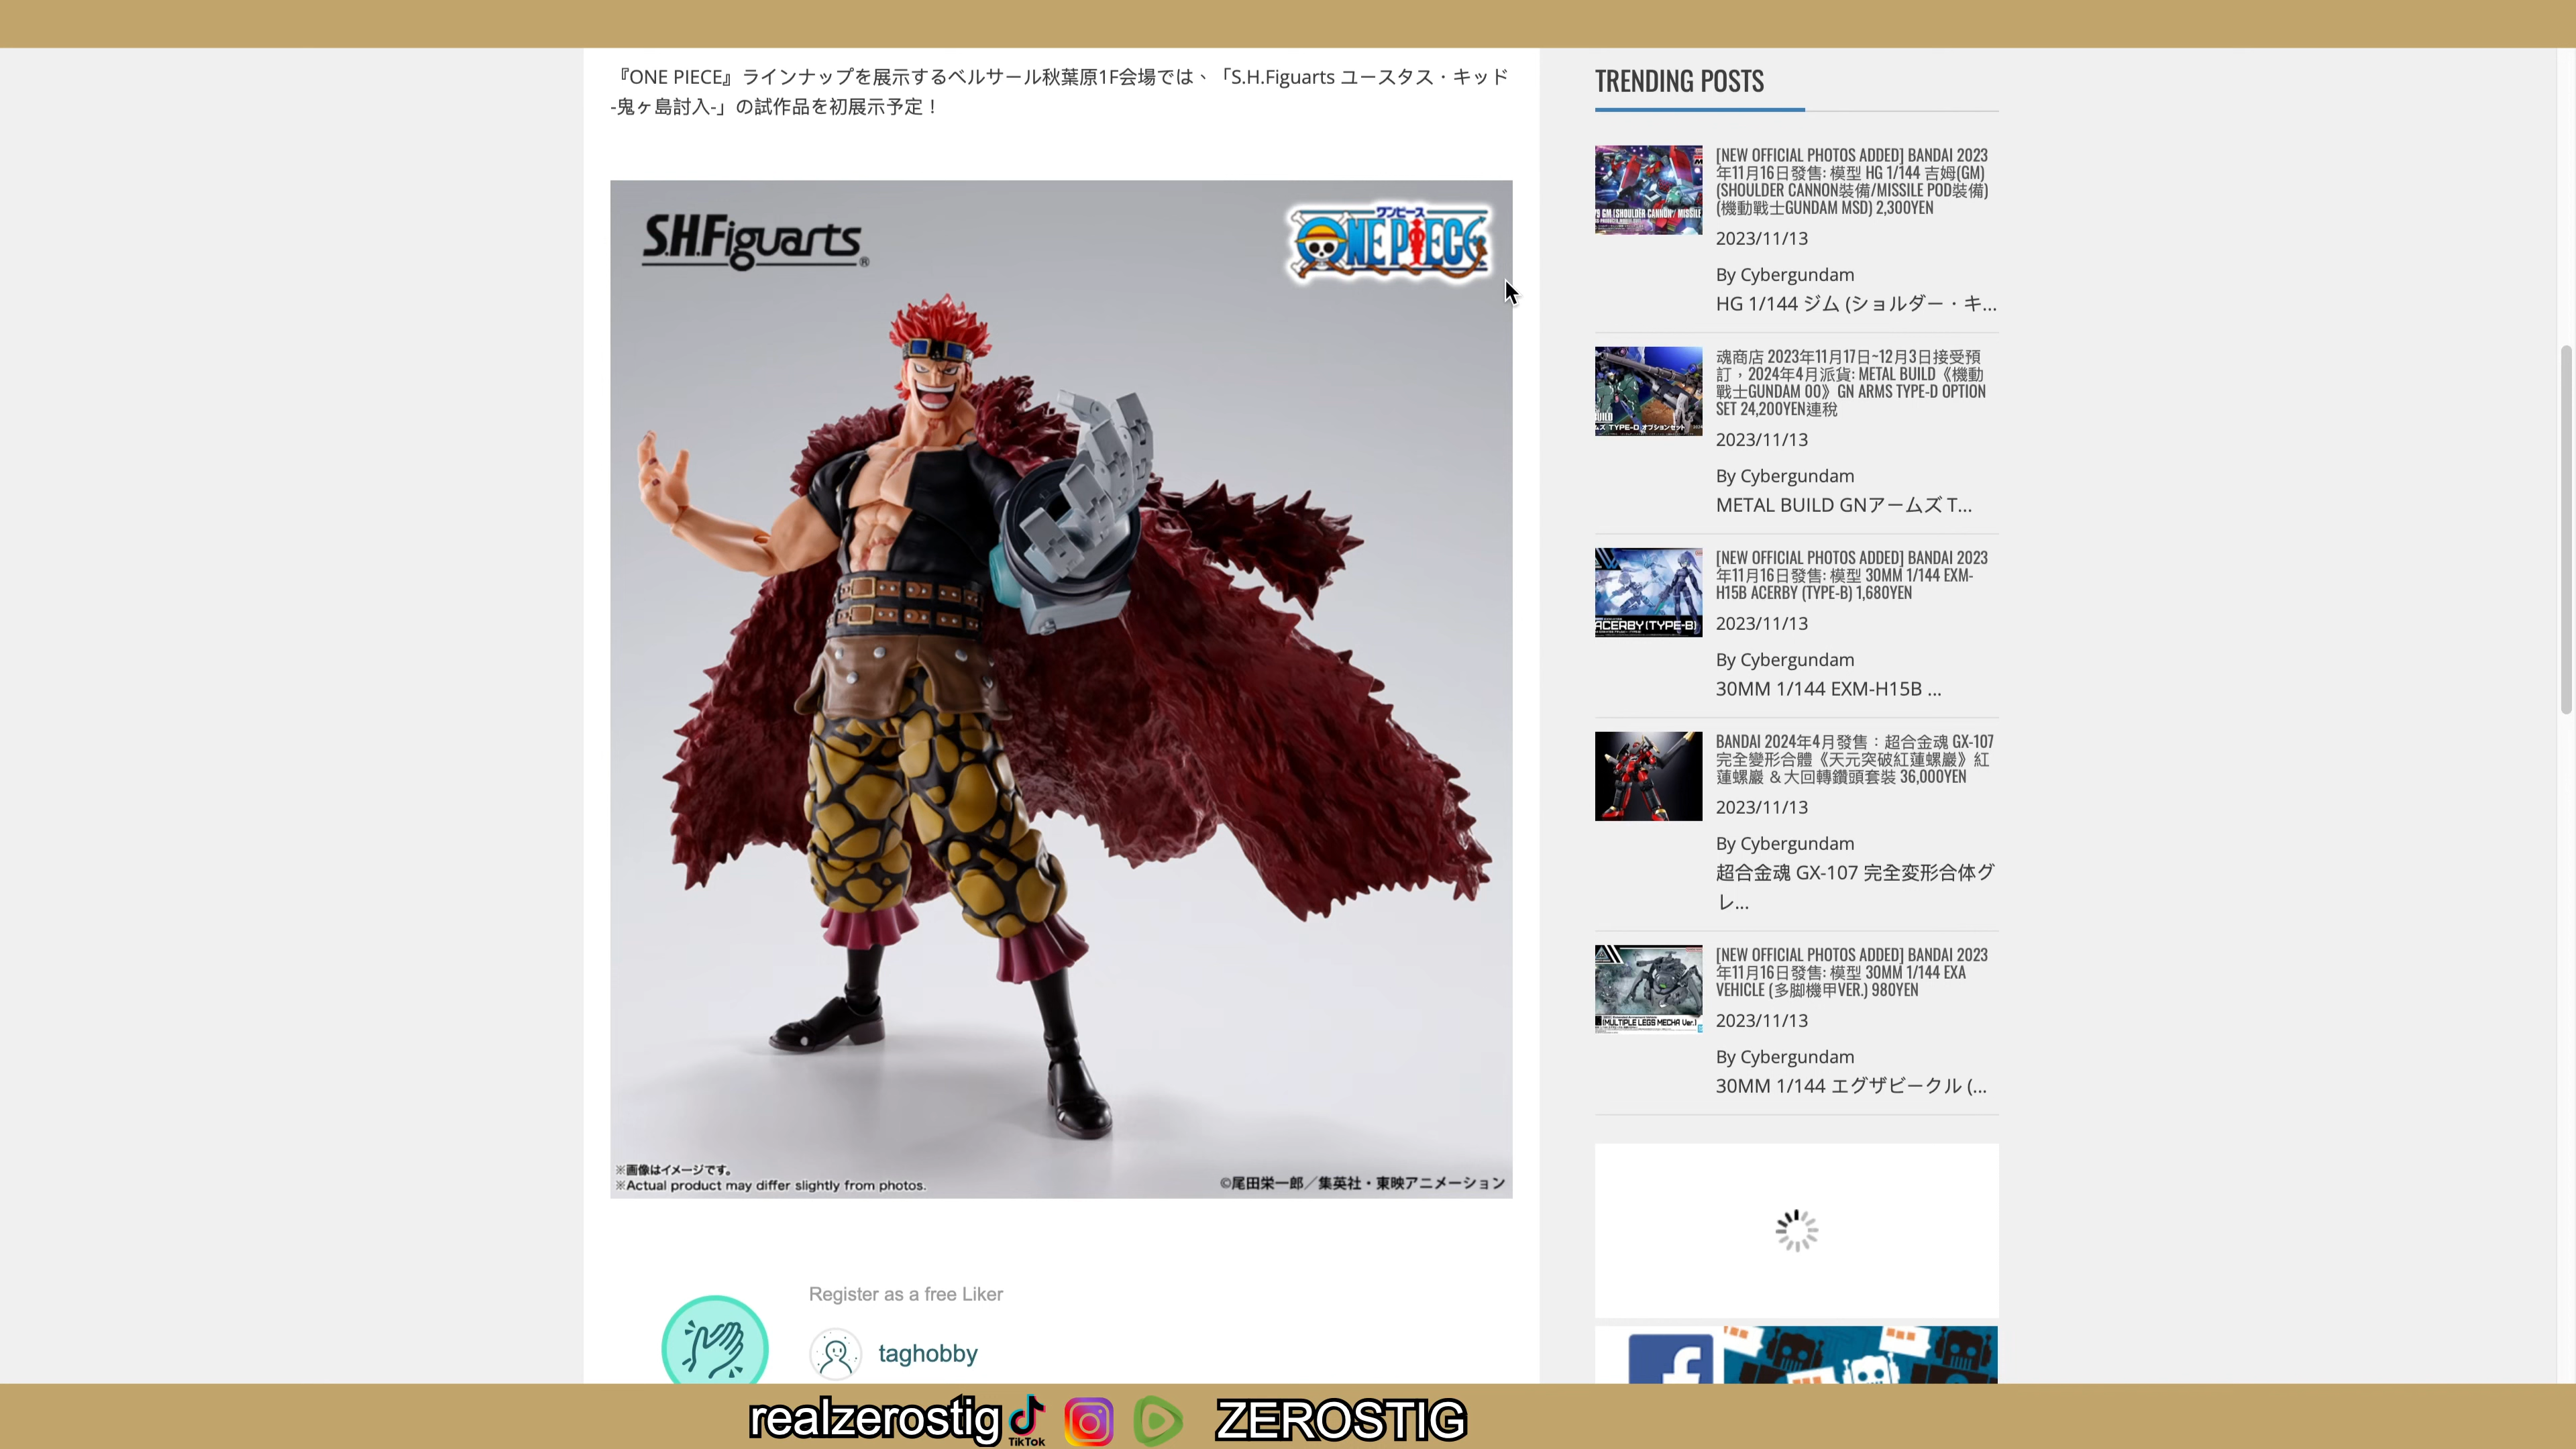 『ONE PIECE』ラインナップを展示するベルサール秋葉原1F会場では、「S.H.Figuarts ユースタス・キッド
-鬼ヶ島討入-」の試作品を初展示予定！
S.H.Figuarts®
ワンピース
ONE PIECE
※画像はイメージです。
※Actual product may differ slightly from photos.
©尾田栄一郎／集英社・東映アニメーション
Register as a free Liker
taghobby
TRENDING POSTS
[NEW OFFICIAL PHOTOS ADDED] BANDAI 2023
年11月16日發售: 模型 HG 1/144 吉姆(GM)
(SHOULDER CANNON裝備/MISSILE POD裝備)
(機動戰士GUNDAM MSD) 2,300YEN
2023/11/13
By Cybergundam
HG 1/144 ジム (ショルダー・キ...
魂商店 2023年11月17日~12月3日接受預
訂，2024年4月派貨: METAL BUILD《機動
戰士GUNDAM 00》GN ARMS TYPE-D OPTION
SET 24,200YEN連稅
2023/11/13
By Cybergundam
METAL BUILD GNアームズ T...
[NEW OFFICIAL PHOTOS ADDED] BANDAI 2023
年11月16日發售: 模型 30MM 1/144 EXM-
H15B ACERBY (TYPE-B) 1,680YEN
ACERBY (TYPE-B)
2023/11/13
By Cybergundam
30MM 1/144 EXM-H15B ...
BANDAI 2024年4月發售：超合金魂 GX-107
完全變形合體《天元突破紅蓮螺巖》紅
蓮螺巖 ＆大回轉鑽頭套裝 36,000YEN
2023/11/13
By Cybergundam
超合金魂 GX-107 完全変形合体グ
レ...
[NEW OFFICIAL PHOTOS ADDED] BANDAI 2023
年11月16日發售: 模型 30MM 1/144 EXA
VEHICLE (多脚機甲VER.) 980YEN
(MULTIPLE LEGS MECHA Ver.)
2023/11/13
By Cybergundam
30MM 1/144 エグザビークル (...
realzerostig
TikTok
ZEROSTIG